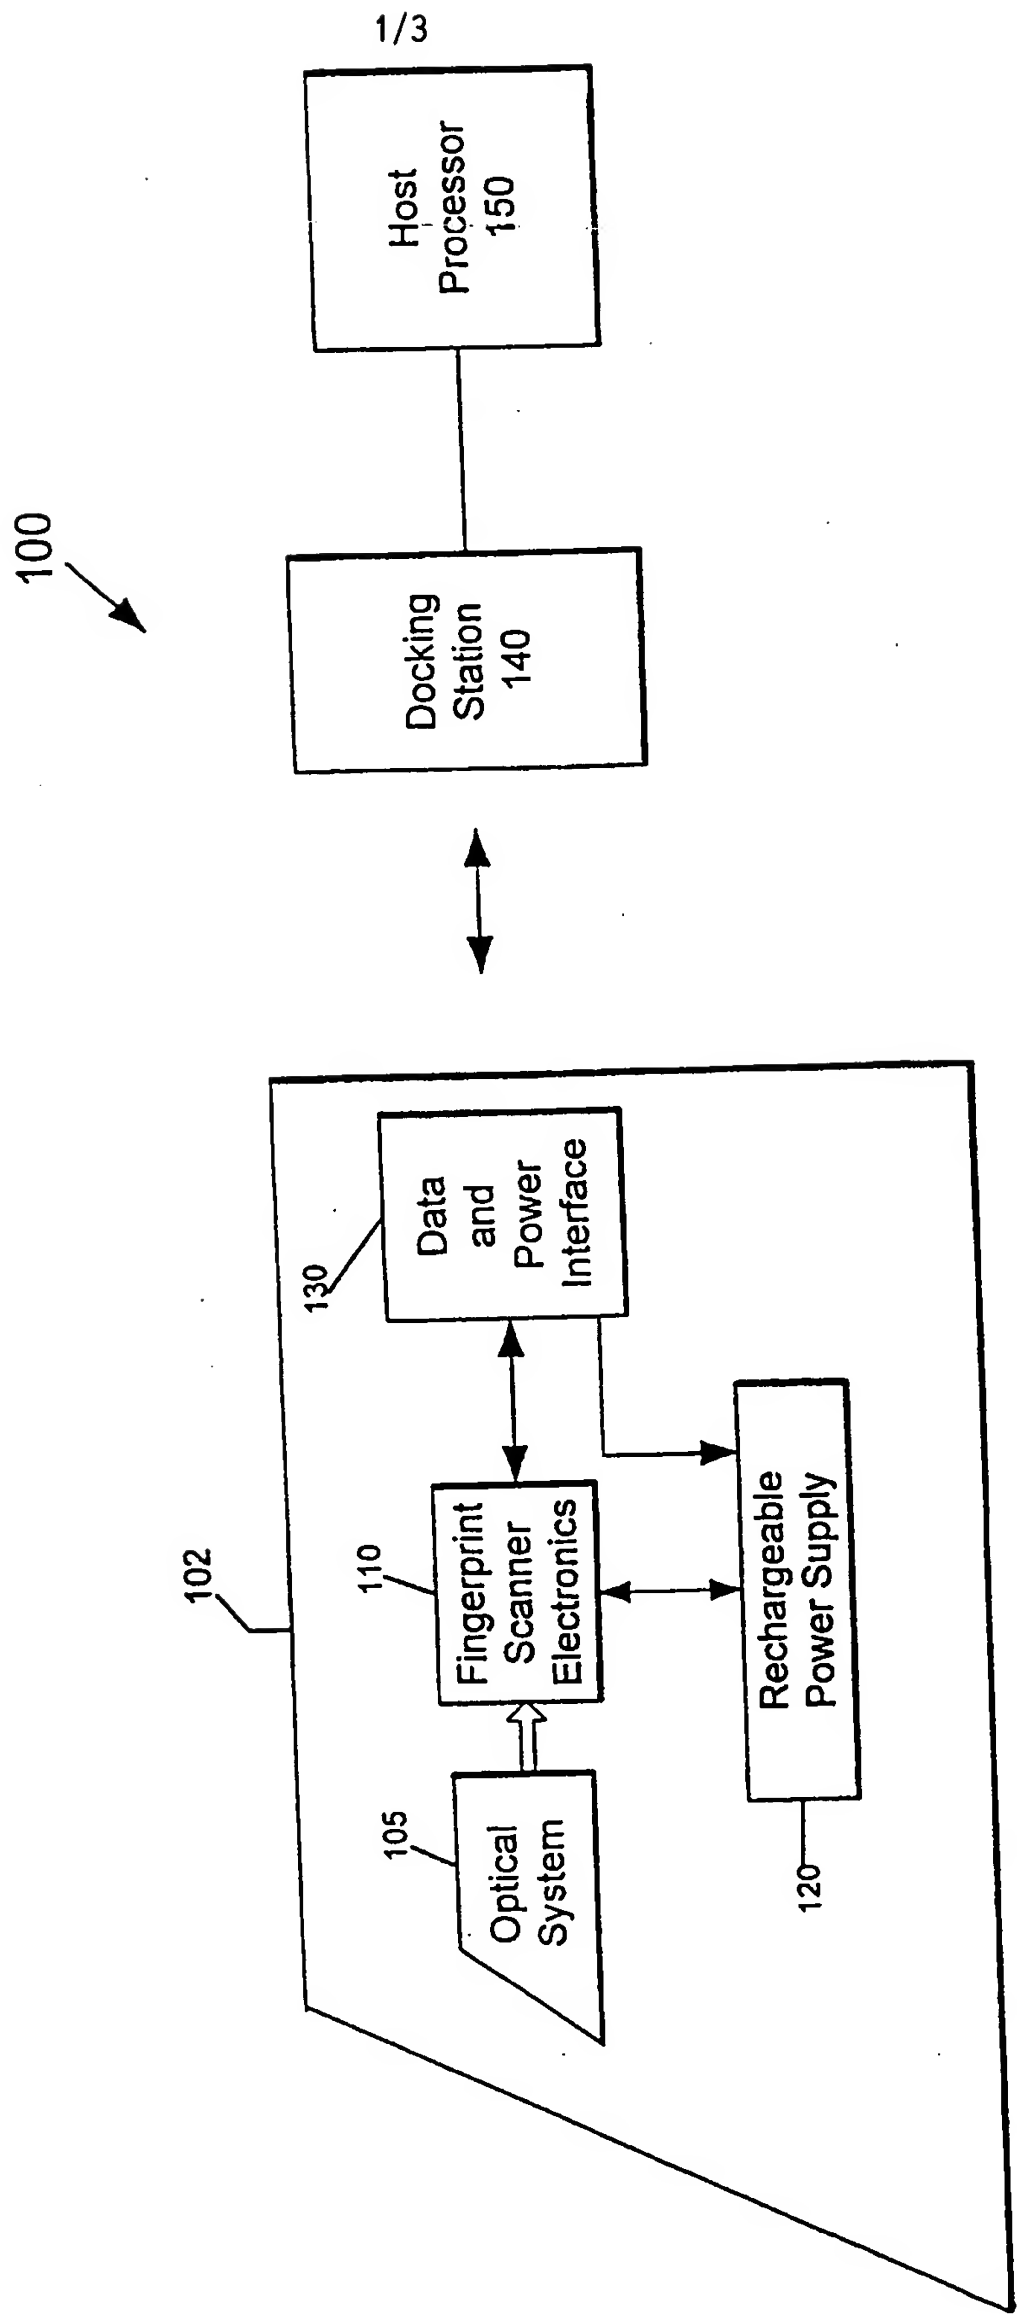 1/3
100
102
105
Optical
System
110
Fingerprint
Scanner
Electronics
130
Data
and
Power
Interface
120
Rechargeable
Power Supply
Docking
Station
140
Host
Processor
150